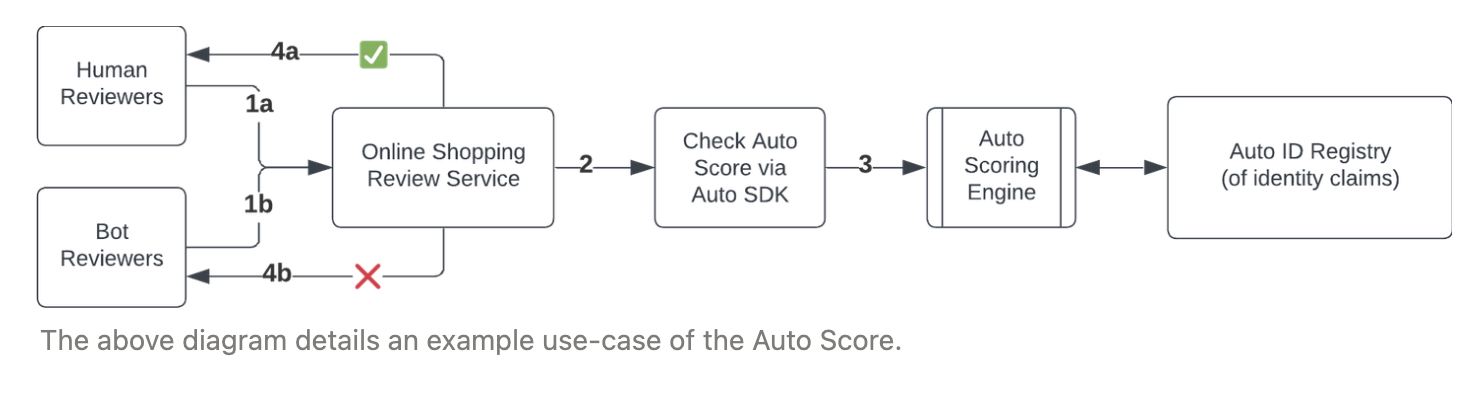 Human
Reviewers
4a
1a
Online Shopping
Review Service
2
Check Auto
Score via
Auto SDK
3
Auto
Scoring
Engine
Auto ID Registry
(of identity claims)
1b
Bot
Reviewers
4b
The above diagram details an example use-case of the Auto Score.